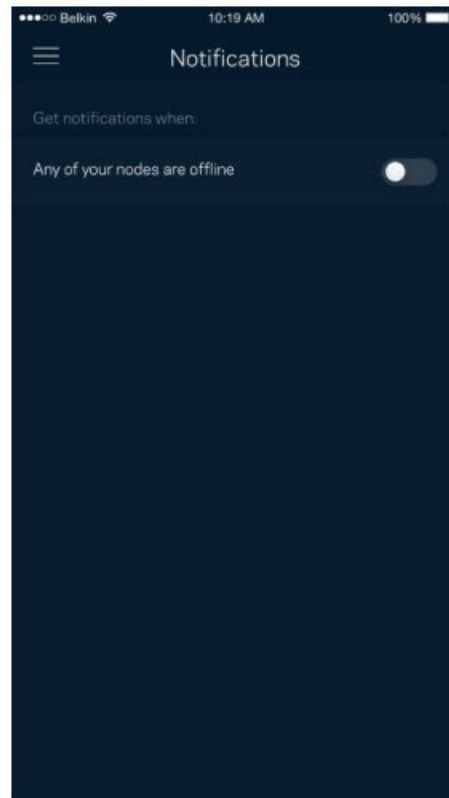 Belkin 10:19 AM 100%
Notifications
Get notifications when:
Any of your nodes are offline